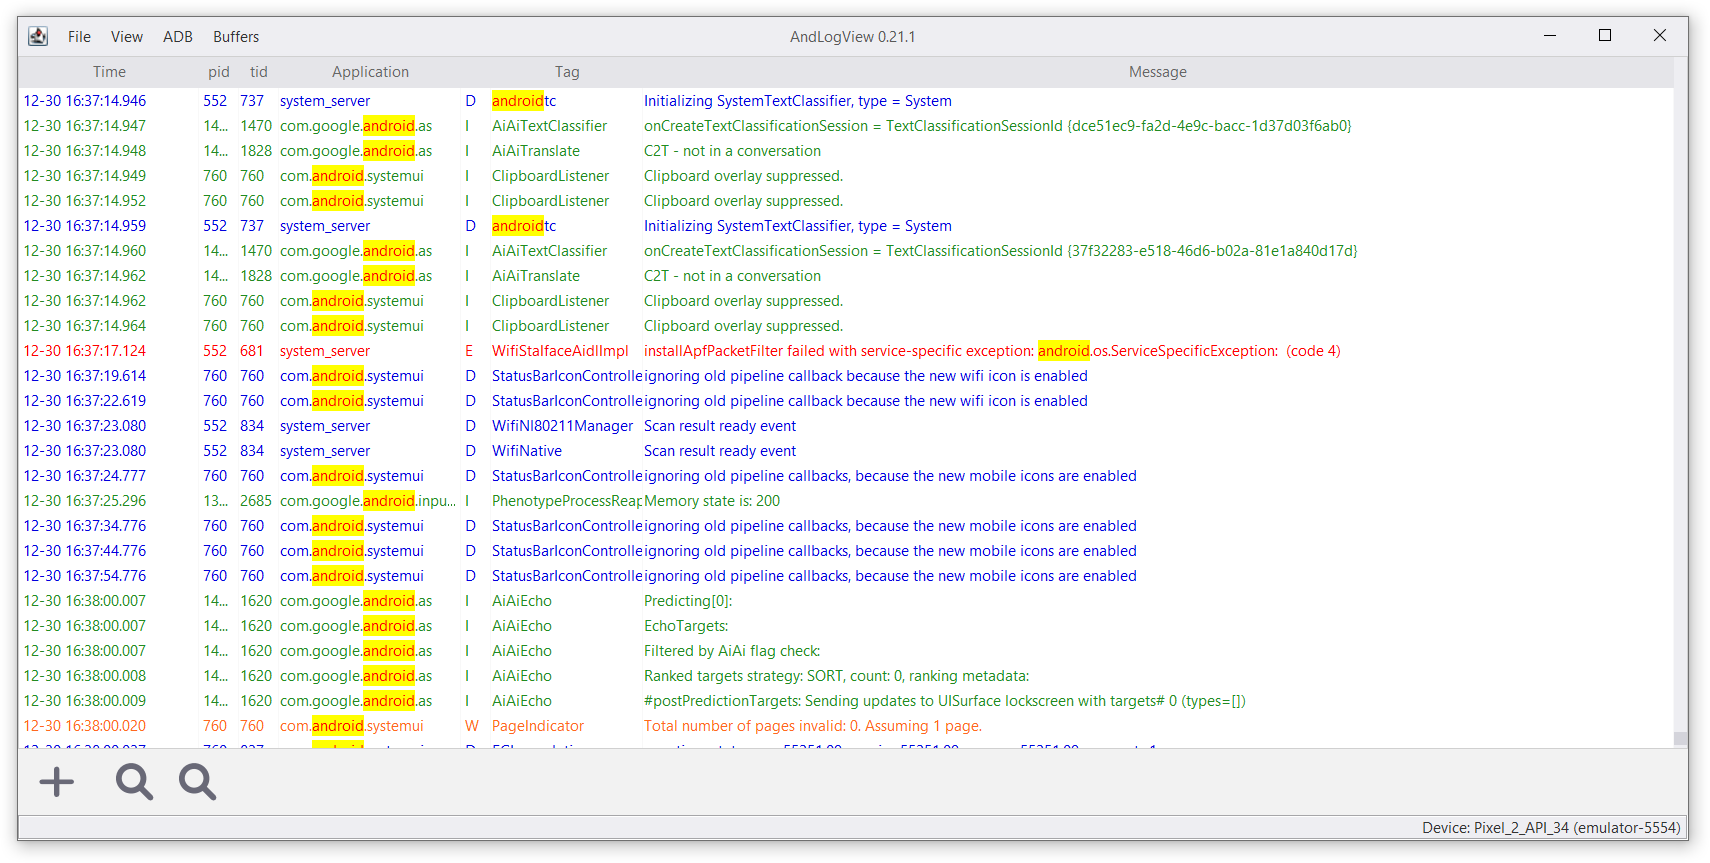 File View ADB Buffers AndLogView 0.21.1
Time pid tid Application Tag Message
12-30 16:37:14.946 552 737 system_server D androidtc Initializing SystemTextClassifier, type = System
12-30 16:37:14.947 14... 1470 com.google.android.as I AiAiTextClassifier onCreateTextClassificationSession = TextClassificationSessionId {dce51ec9-fa2d-4e9c-bacc-1d37d03f6ab0}
12-30 16:37:14.948 14... 1828 com.google.android.as I AiAiTranslate C2T - not in a conversation
12-30 16:37:14.949 760 760 com.android.systemui I ClipboardListener Clipboard overlay suppressed.
12-30 16:37:14.952 760 760 com.android.systemui I ClipboardListener Clipboard overlay suppressed.
12-30 16:37:14.959 552 737 system_server D androidtc Initializing SystemTextClassifier, type = System
12-30 16:37:14.960 14... 1470 com.google.android.as I AiAiTextClassifier onCreateTextClassificationSession = TextClassificationSessionId {37f32283-e518-46d6-b02a-81e1a840d17d}
12-30 16:37:14.962 14... 1828 com.google.android.as I AiAiTranslate C2T - not in a conversation
12-30 16:37:14.962 760 760 com.android.systemui I ClipboardListener Clipboard overlay suppressed.
12-30 16:37:14.964 760 760 com.android.systemui I ClipboardListener Clipboard overlay suppressed.
12-30 16:37:17.124 552 681 system_server E WifiStaIfaceAidlImpl installApfPacketFilter failed with service-specific exception: android.os.ServiceSpecificException: (code 4)
12-30 16:37:19.614 760 760 com.android.systemui D StatusBarIconControlle ignoring old pipeline callback because the new wifi icon is enabled
12-30 16:37:22.619 760 760 com.android.systemui D StatusBarIconControlle ignoring old pipeline callback because the new wifi icon is enabled
12-30 16:37:23.080 552 834 system_server D WifiNl80211Manager Scan result ready event
12-30 16:37:23.080 552 834 system_server D WifiNative Scan result ready event
12-30 16:37:24.777 760 760 com.android.systemui D StatusBarIconControlle ignoring old pipeline callbacks, because the new mobile icons are enabled
12-30 16:37:25.296 13... 2685 com.google.android.inpu... I PhenotypeProcessReap Memory state is: 200
12-30 16:37:34.776 760 760 com.android.systemui D StatusBarIconControlle ignoring old pipeline callbacks, because the new mobile icons are enabled
12-30 16:37:44.776 760 760 com.android.systemui D StatusBarIconControlle ignoring old pipeline callbacks, because the new mobile icons are enabled
12-30 16:37:54.776 760 760 com.android.systemui D StatusBarIconControlle ignoring old pipeline callbacks, because the new mobile icons are enabled
12-30 16:38:00.007 14... 1620 com.google.android.as I AiAiEcho Predicting[0]:
12-30 16:38:00.007 14... 1620 com.google.android.as I AiAiEcho EchoTargets:
12-30 16:38:00.007 14... 1620 com.google.android.as I AiAiEcho Filtered by AiAi flag check:
12-30 16:38:00.008 14... 1620 com.google.android.as I AiAiEcho Ranked targets strategy: SORT, count: 0, ranking metadata:
12-30 16:38:00.009 14... 1620 com.google.android.as I AiAiEcho #postPredictionTargets: Sending updates to UISurface lockscreen with targets# 0 (types=[])
12-30 16:38:00.020 760 760 com.android.systemui W PageIndicator Total number of pages invalid: 0. Assuming 1 page.
Device: Pixel_2_API_34 (emulator-5554)